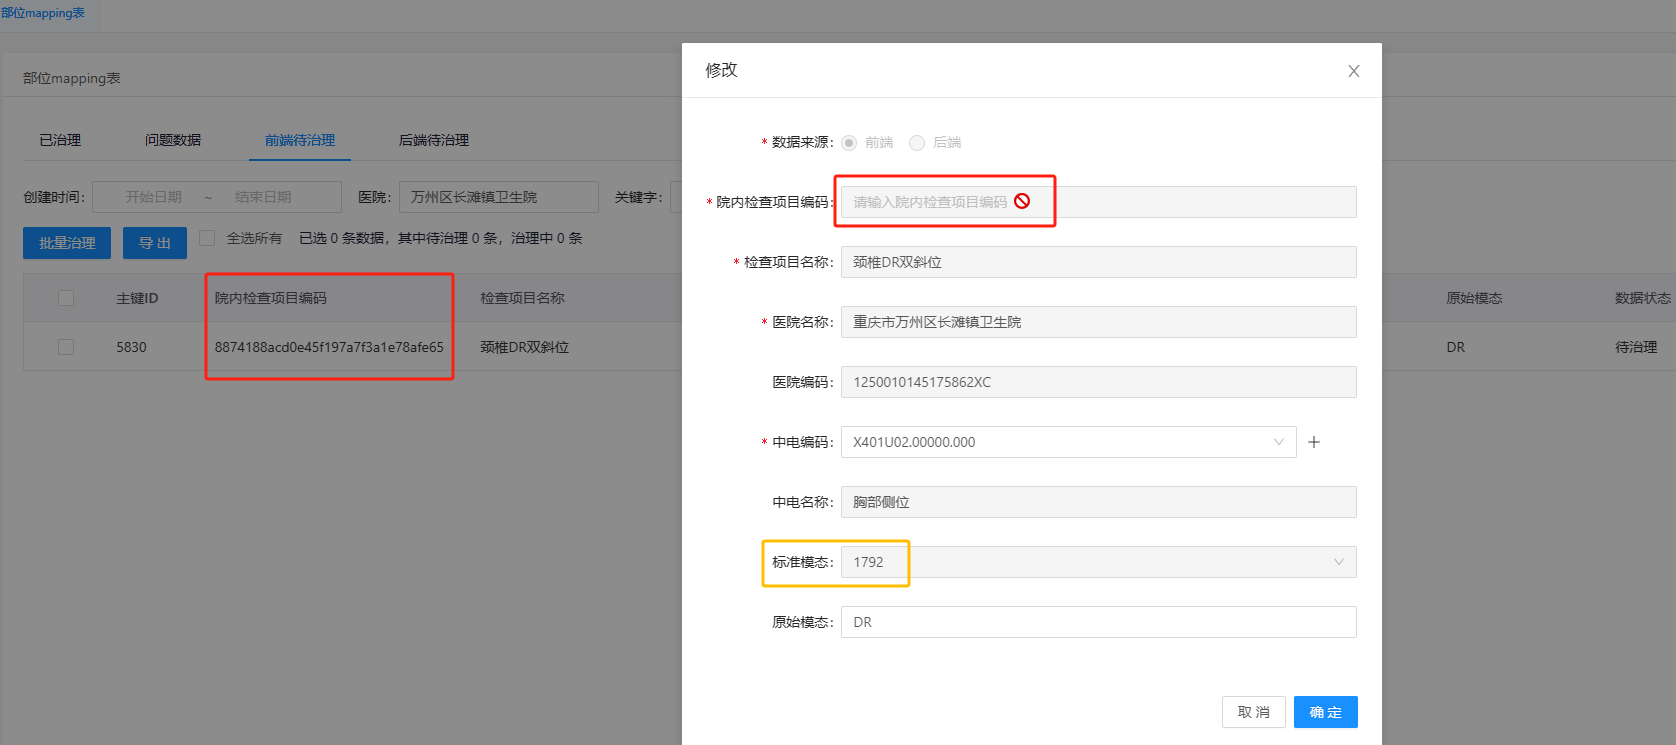 部位mapping表
部位mapping表
已治理 问题数据 前端待治理 后端待治理
创建时间: 开始日期 ~ 结束日期 医院: 万州区长滩镇卫生院 关键字:
批量治理 导 出 全选所有 已选 0 条数据，其中待治理 0 条，治理中 0 条
主键ID 院内检查项目编码 检查项目名称 原始模态 数据状态
5830 8874188acd0e45f197a7f3a1e78afe65 颈椎DR双斜位 DR 待治理
修改
* 数据来源: 前端 后端
* 院内检查项目编码: 请输入院内检查项目编码
* 检查项目名称: 颈椎DR双斜位
* 医院名称: 重庆市万州区长滩镇卫生院
医院编码: 1250010145175862XC
* 中电编码: X401U02.00000.000
中电名称: 胸部侧位
标准模态: 1792
原始模态: DR
取 消 确 定